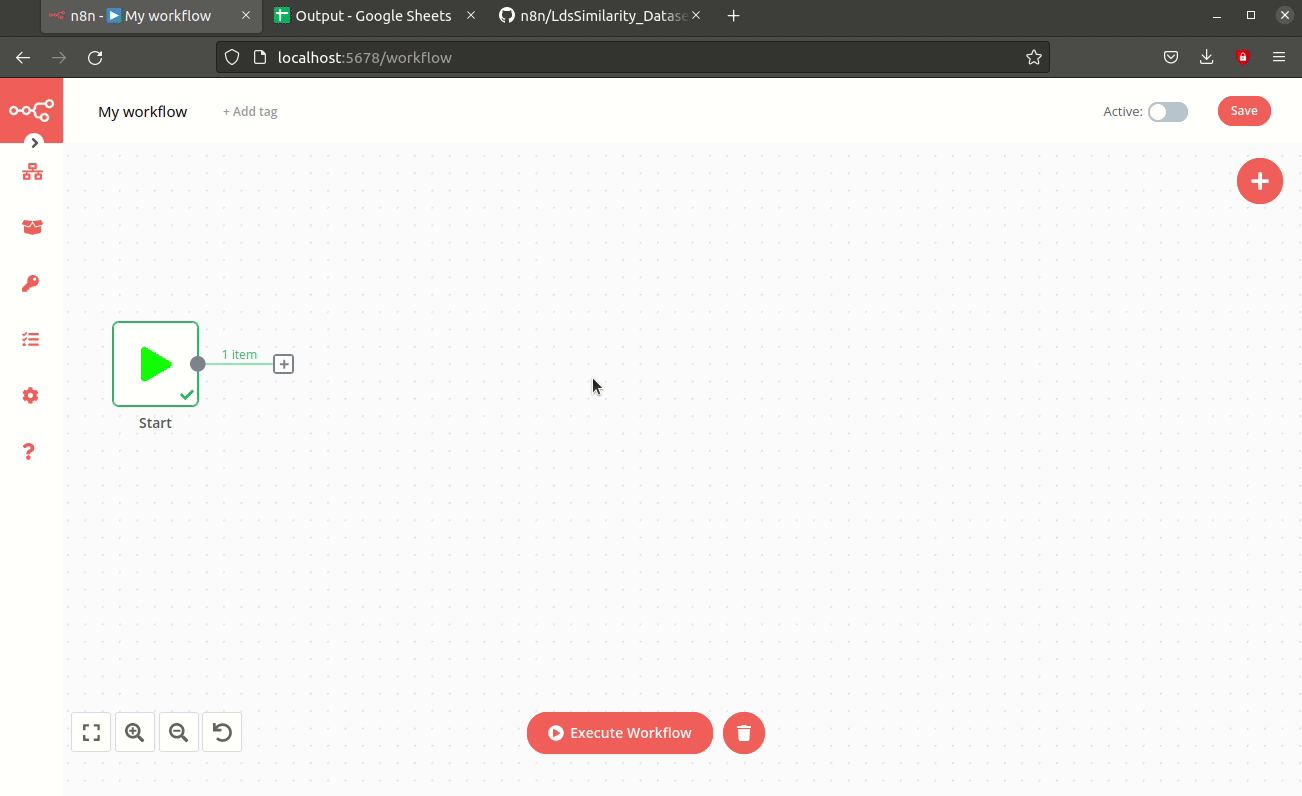 n8n - ▶ My workflow
Output - Google Sheets
n8n/LdsSimilarity_Datase
localhost:5678/workflow
My workflow
+ Add tag
Active:
Save
1 item
Start
Execute Workflow